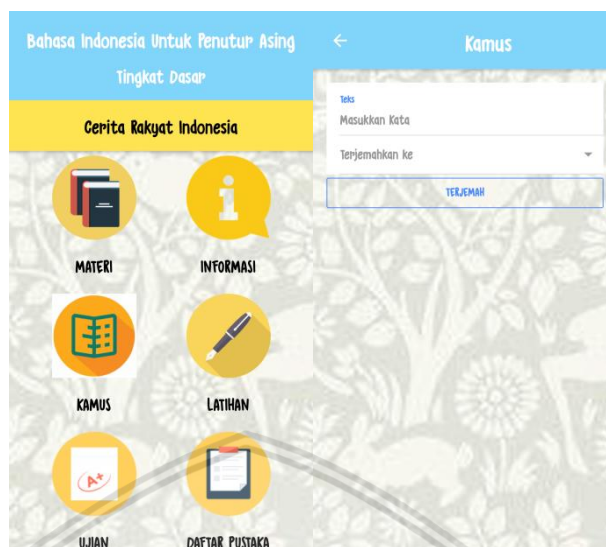 Bahasa Indonesia Untuk Penutur Asing
Tingkat Dasar
Cerita Rakyat Indonesia
MATERI
INFORMASI
KAMUS
LATIHAN
A+
UJIAN
DAFTAR PUSTAKA
Kamus
Teks
Masukkan Kata
Terjemahkan ke
TERJEMAH